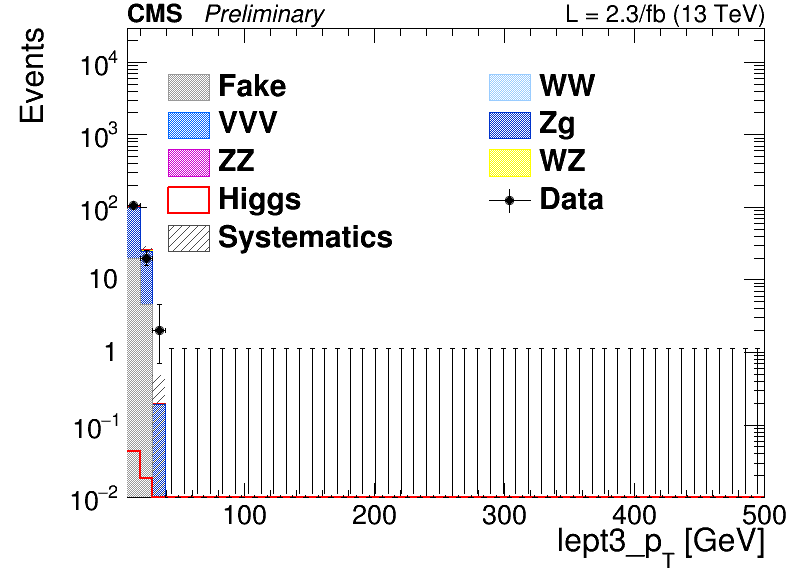 CMS Preliminary L = 2.3/fb (13 TeV)
Events
10^4
10^3
10^2
10
1
10^−1
10^−2
Fake WW
VVV Zg
ZZ WZ
Higgs Data
Systematics
100 200 300 400 500
lept3_p_T [GeV]